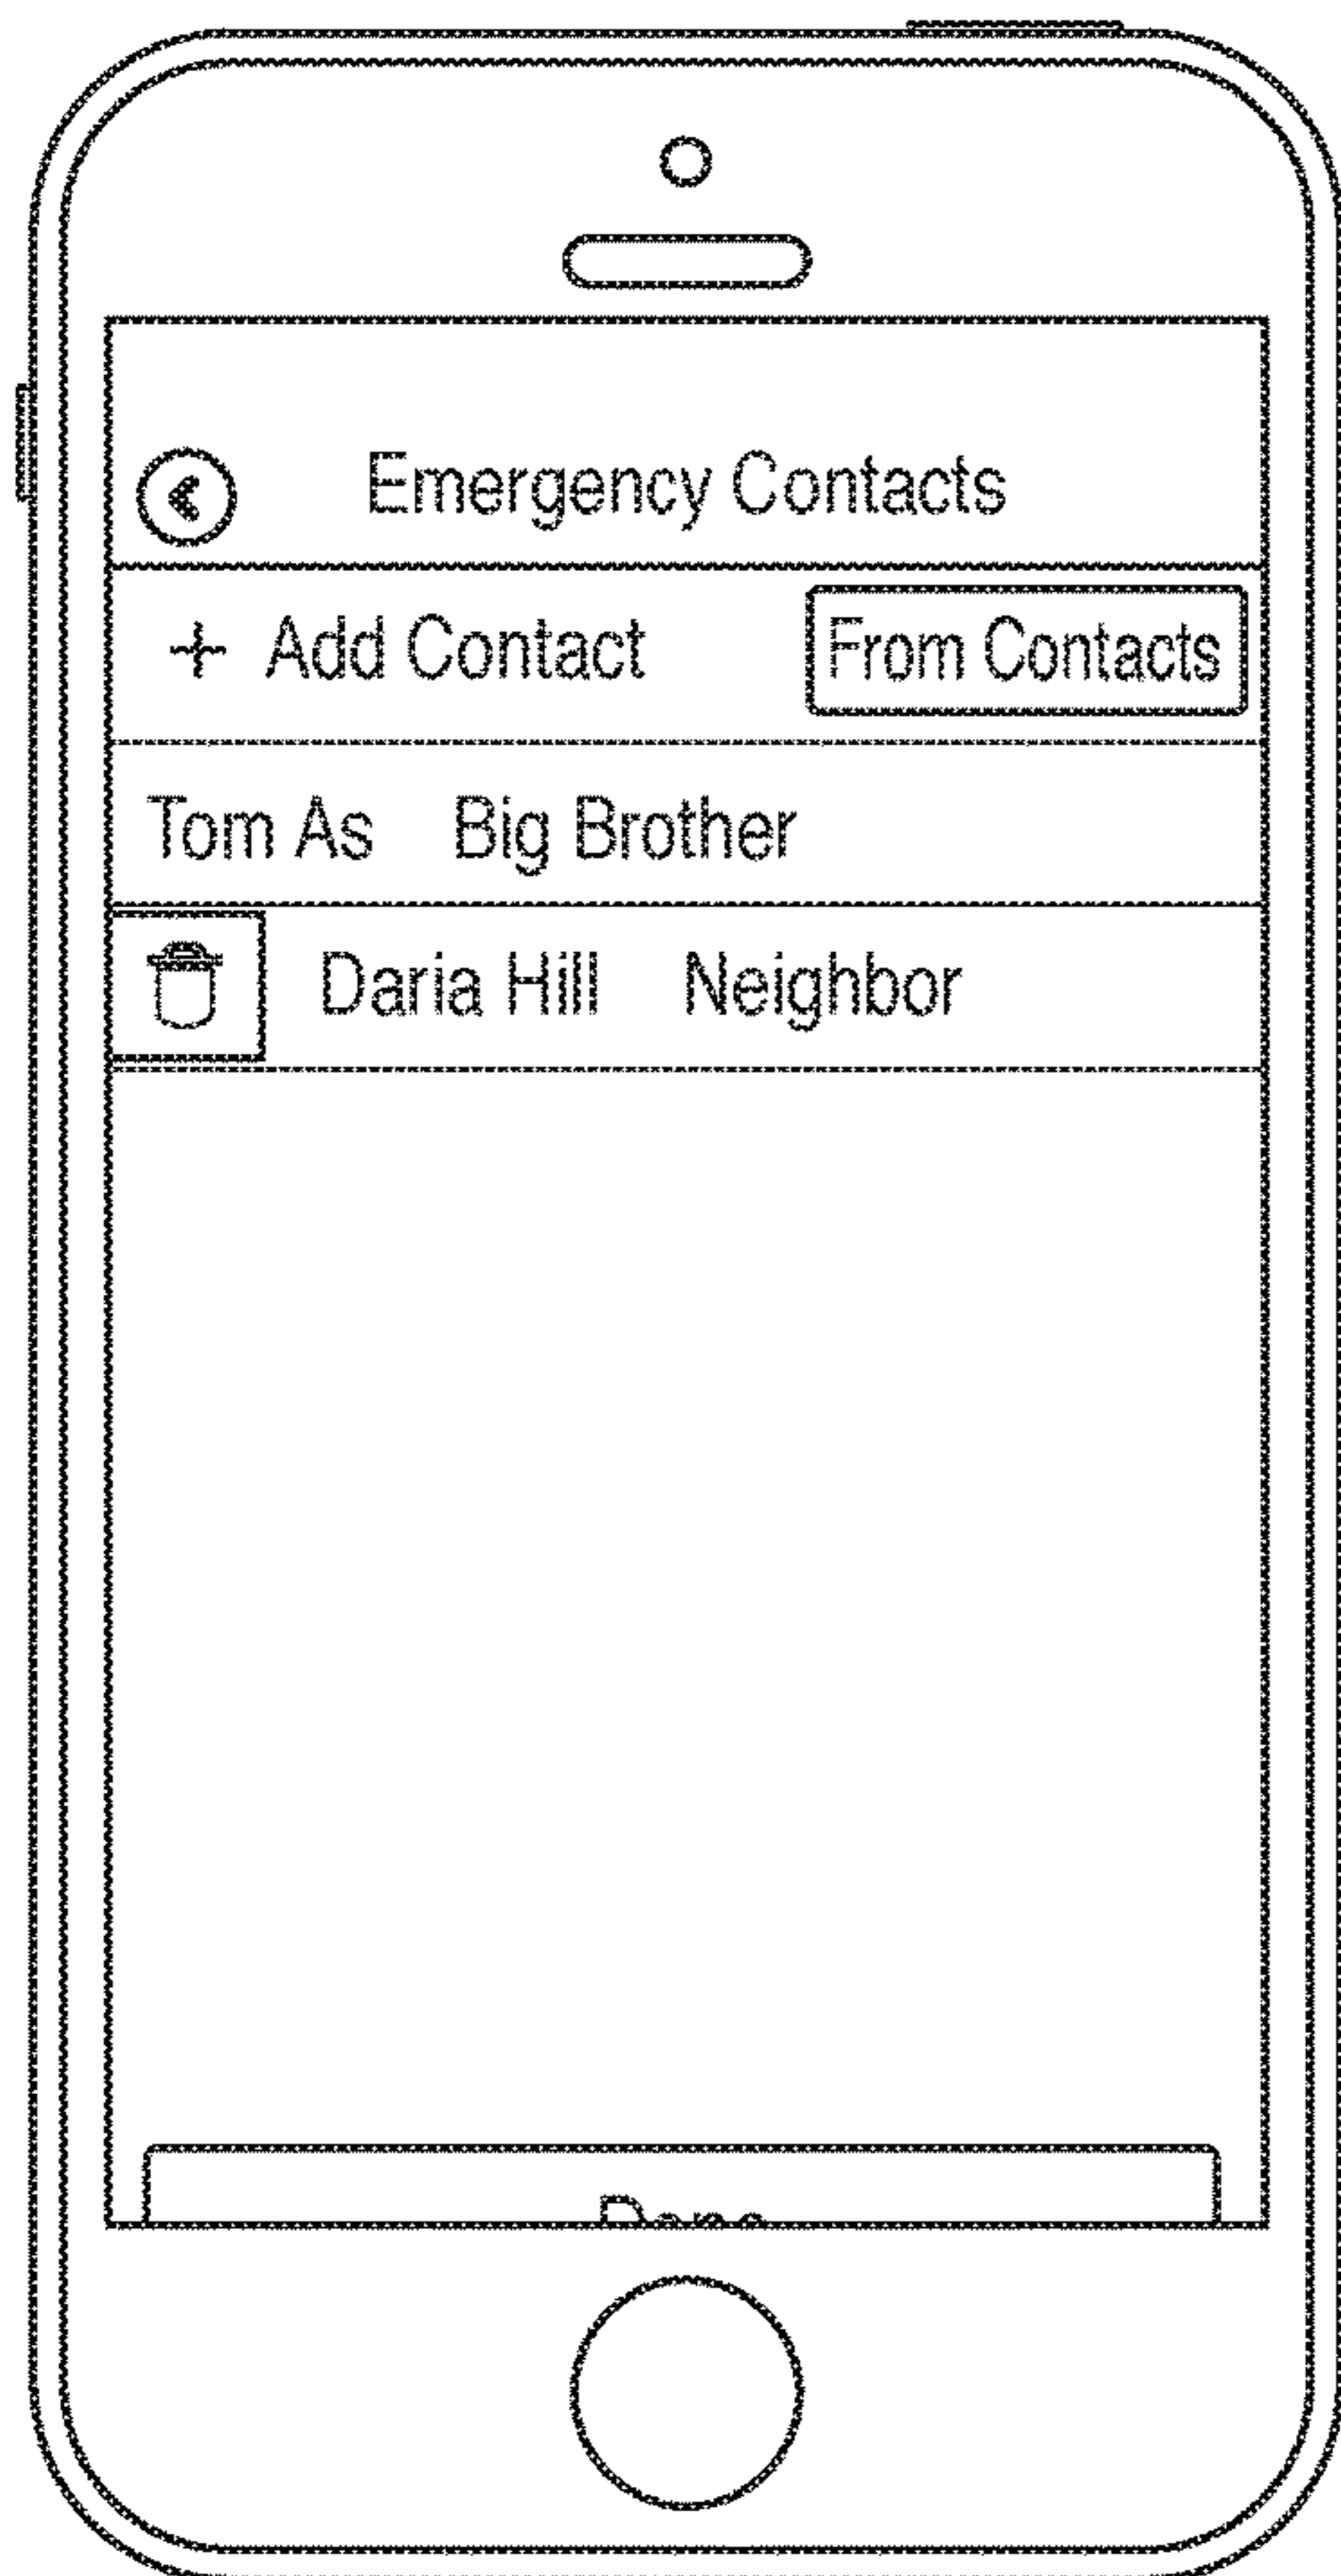 Emergency Contacts
+ Add Contact From Contacts
Tom As Big Brother
Daria Hill Neighbor